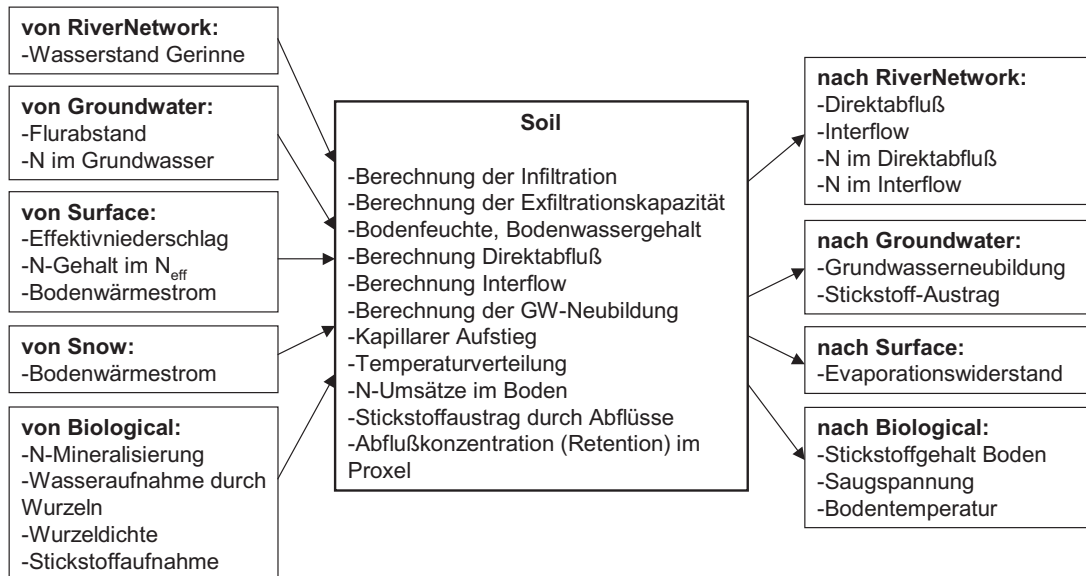 von RiverNetwork:
-Wasserstand Gerinne
von Groundwater:
-Flurabstand
-N im Grundwasser
von Surface:
-Effektivniederschlag
-N-Gehalt im Neff
-Bodenwärmestrom
von Snow:
-Bodenwärmestrom
von Biological:
-N-Mineralisierung
-Wasseraufnahme durch
Wurzeln
-Wurzeldichte
-Stickstoffaufnahme
Soil
-Berechnung der Infiltration
-Berechnung der Exfiltrationskapazität
-Bodenfeuchte, Bodenwassergehalt
-Berechnung Direktabfluß
-Berechnung Interflow
-Berechnung der GW-Neubildung
-Kapillarer Aufstieg
-Temperaturverteilung
-N-Umsätze im Boden
-Stickstoffaustrag durch Abflüsse
-Abflußkonzentration (Retention) im
Proxel
nach RiverNetwork:
-Direktabfluß
-Interflow
-N im Direktabfluß
-N im Interflow
nach Groundwater:
-Grundwasserneubildung
-Stickstoff-Austrag
nach Surface:
-Evaporationswiderstand
nach Biological:
-Stickstoffgehalt Boden
-Saugspannung
-Bodentemperatur